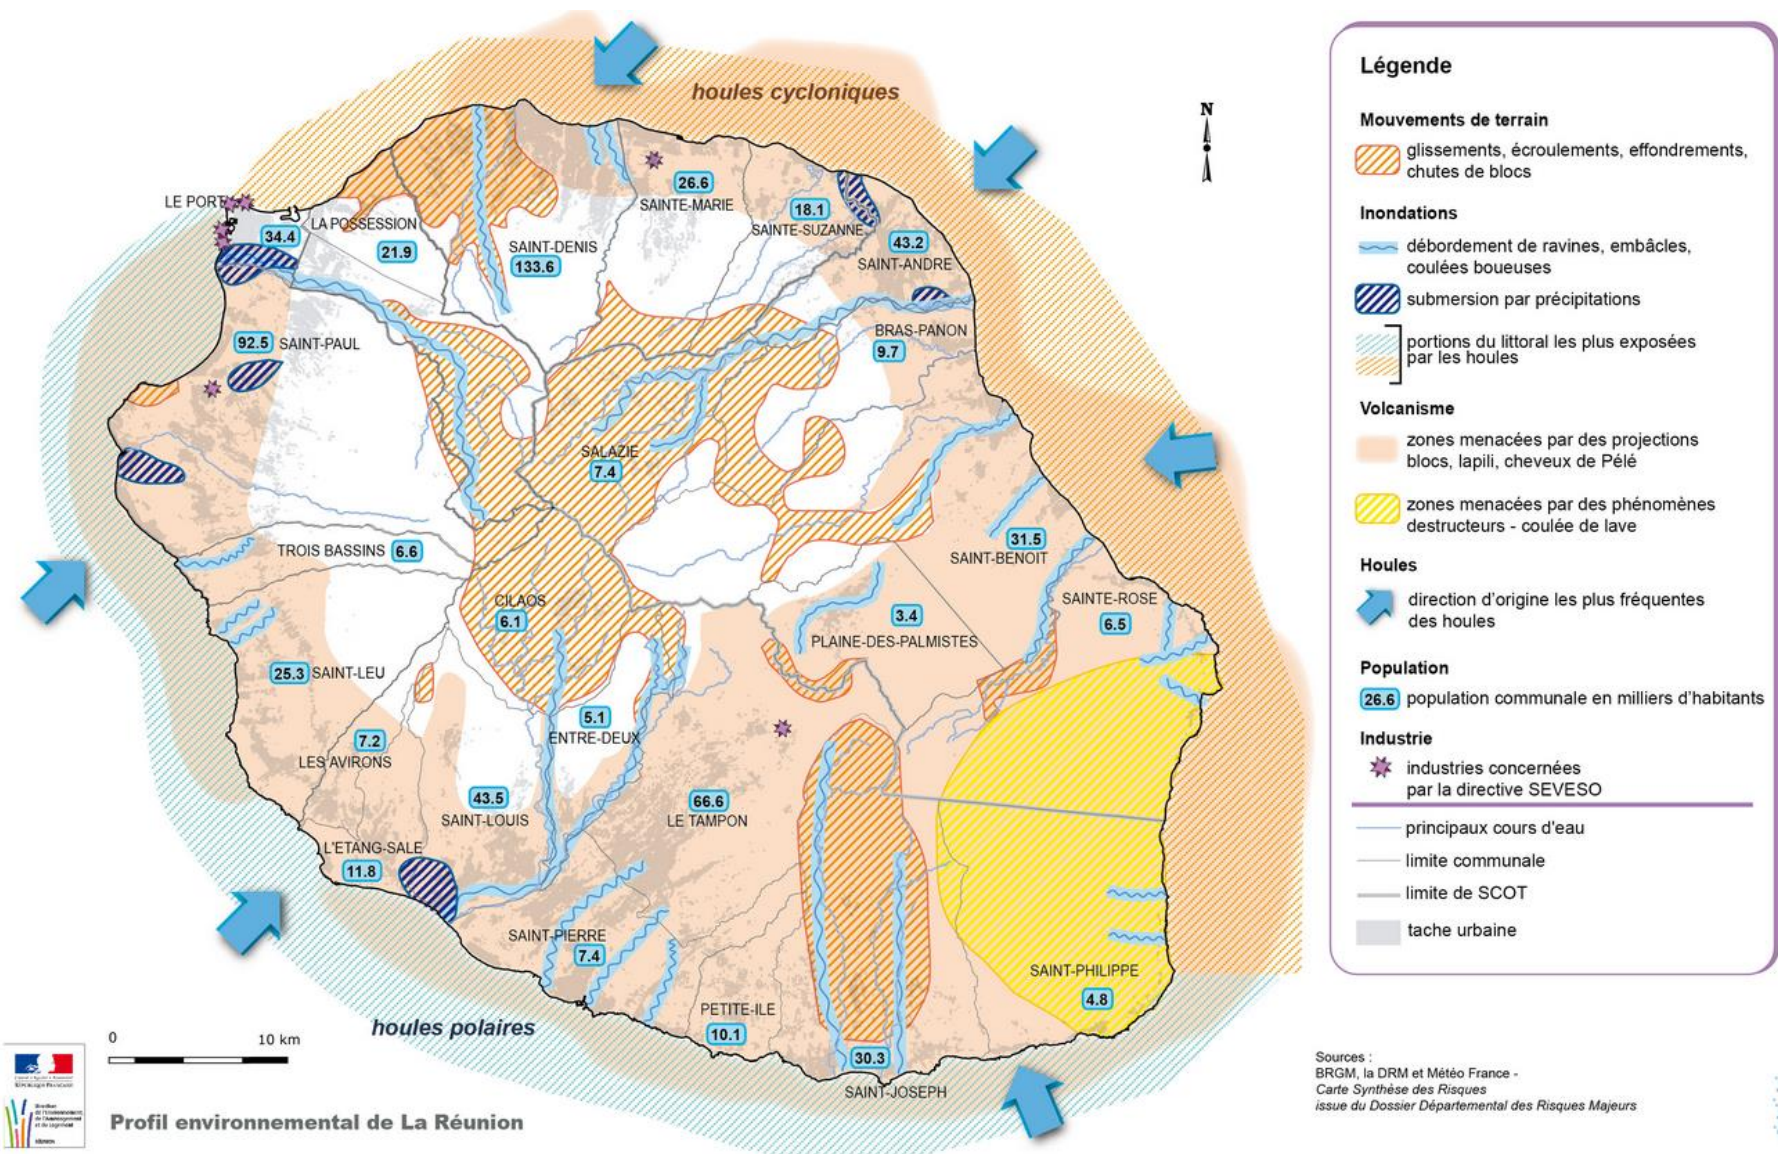 houles cycloniques
N
LE PORT
34.4
LA POSSESSION
21.9
SAINT-DENIS
133.6
26.6
SAINTE-MARIE
18.1
SAINTE-SUZANNE
43.2
SAINT-ANDRE
BRAS-PANON
9.7
92.5 SAINT-PAUL
SALAZIE
7.4
TROIS BASSINS 6.6
31.5
SAINT-BENOIT
CILAOS
6.1
3.4
PLAINE-DES-PALMISTES
SAINTE-ROSE
6.5
25.3 SAINT-LEU
5.1
ENTRE-DEUX
7.2
LES AVIRONS
43.5
SAINT-LOUIS
66.6
LE TAMPON
L'ETANG-SALE
11.8
SAINT-PIERRE
7.4
SAINT-PHILIPPE
4.8
PETITE-ILE
10.1
30.3
SAINT-JOSEPH
houles polaires
0 10 km
Profil environnemental de La Réunion
Légende
Mouvements de terrain
glissements, écroulements, effondrements,
chutes de blocs
Inondations
débordement de ravines, embâcles,
coulées boueuses
submersion par précipitations
portions du littoral les plus exposées
par les houles
Volcanisme
zones menacées par des projections
blocs, lapili, cheveux de Pélé
zones menacées par des phénomènes
destructeurs - coulée de lave
Houles
direction d'origine les plus fréquentes
des houles
Population
26.6 population communale en milliers d'habitants
Industrie
industries concernées
par la directive SEVESO
principaux cours d'eau
limite communale
limite de SCOT
tache urbaine
Sources :
BRGM, la DRM et Météo France -
Carte Synthèse des Risques
issue du Dossier Départemental des Risques Majeurs